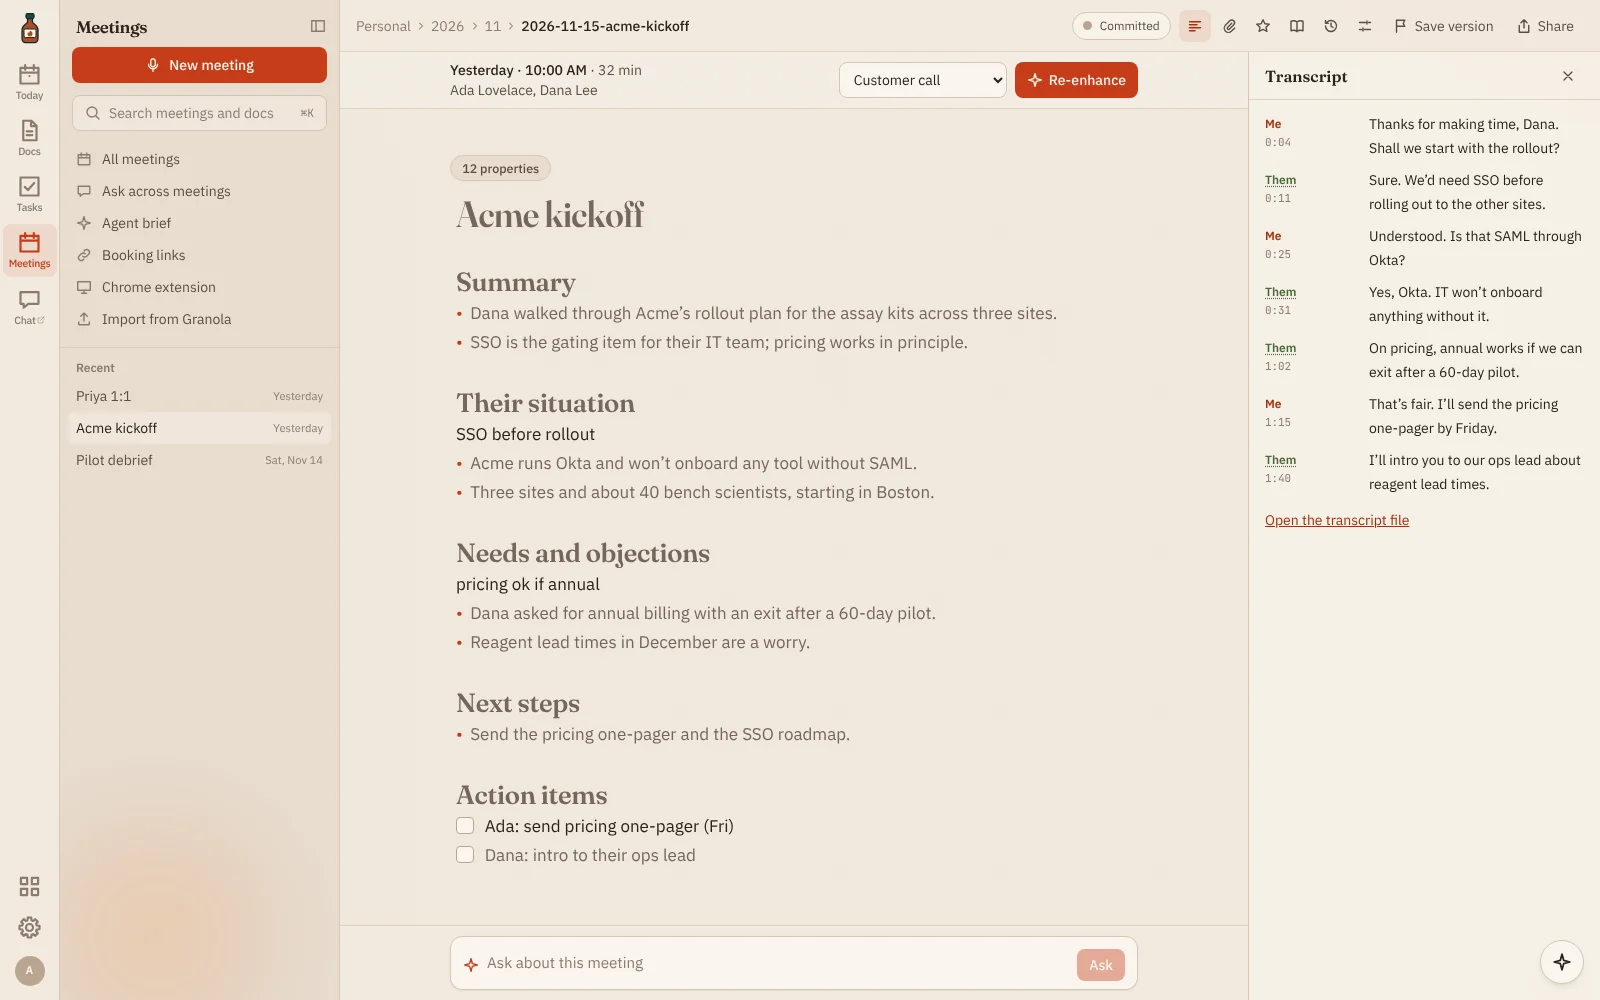 Today
Docs
Tasks
Meetings
Chat
A
Meetings
New meeting
Search meetings and docs ⌘K
All meetings
Ask across meetings
Agent brief
Booking links
Chrome extension
Import from Granola
Recent
Priya 1:1 Yesterday
Acme kickoff Yesterday
Pilot debrief Sat, Nov 14
Personal › 2026 › 11 › 2026-11-15-acme-kickoff
Committed
Save version
Share
Yesterday · 10:00 AM · 32 min
Ada Lovelace, Dana Lee
Customer call
Re-enhance
12 properties
Acme kickoff
Summary
• Dana walked through Acme’s rollout plan for the assay kits across three sites.
• SSO is the gating item for their IT team; pricing works in principle.
Their situation
SSO before rollout
• Acme runs Okta and won’t onboard any tool without SAML.
• Three sites and about 40 bench scientists, starting in Boston.
Needs and objections
pricing ok if annual
• Dana asked for annual billing with an exit after a 60-day pilot.
• Reagent lead times in December are a worry.
Next steps
• Send the pricing one-pager and the SSO roadmap.
Action items
Ada: send pricing one-pager (Fri)
Dana: intro to their ops lead
Ask about this meeting
Ask
Transcript
Me
0:04
Thanks for making time, Dana.
Shall we start with the rollout?
Them
0:11
Sure. We’d need SSO before
rolling out to the other sites.
Me
0:25
Understood. Is that SAML through
Okta?
Them
0:31
Yes, Okta. IT won’t onboard
anything without it.
Them
1:02
On pricing, annual works if we can
exit after a 60-day pilot.
Me
1:15
That’s fair. I’ll send the pricing
one-pager by Friday.
Them
1:40
I’ll intro you to our ops lead about
reagent lead times.
Open the transcript file